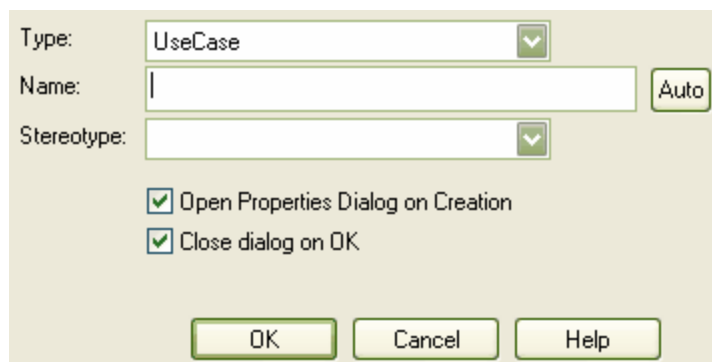 Type: UseCase
Name: Auto
Stereotype:
Open Properties Dialog on Creation
Close dialog on OK
OK Cancel Help